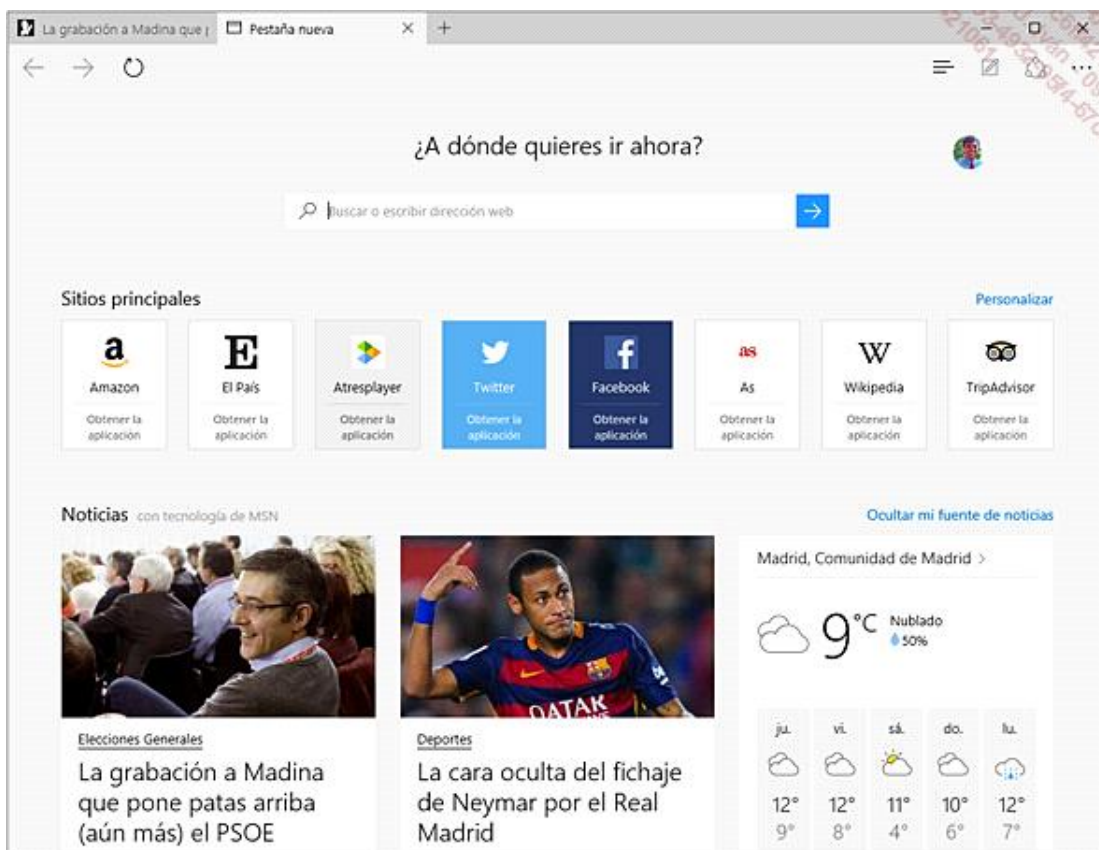 La grabación a Madina que
Pestaña nueva
¿A dónde quieres ir ahora?
Buscar o escribir dirección web
Sitios principales
Personalizar
a
Amazon
Obtener la
aplicación
E
El País
Obtener la
aplicación
Atresplayer
Obtener la
aplicación
Twitter
Obtener la
aplicación
f
Facebook
Obtener la
aplicación
as
As
Obtener la
aplicación
W
Wikipedia
Obtener la
aplicación
TripAdvisor
Obtener la
aplicación
Noticias con tecnología de MSN
Ocultar mi fuente de noticias
Elecciones Generales
La grabación a Madina
que pone patas arriba
(aún más) el PSOE
QATAR
Deportes
La cara oculta del fichaje
de Neymar por el Real
Madrid
Madrid, Comunidad de Madrid >
9°C Nublado
50%
ju. vi. sá. do. lu.
12° 12° 11° 10° 12°
9° 8° 4° 6° 7°